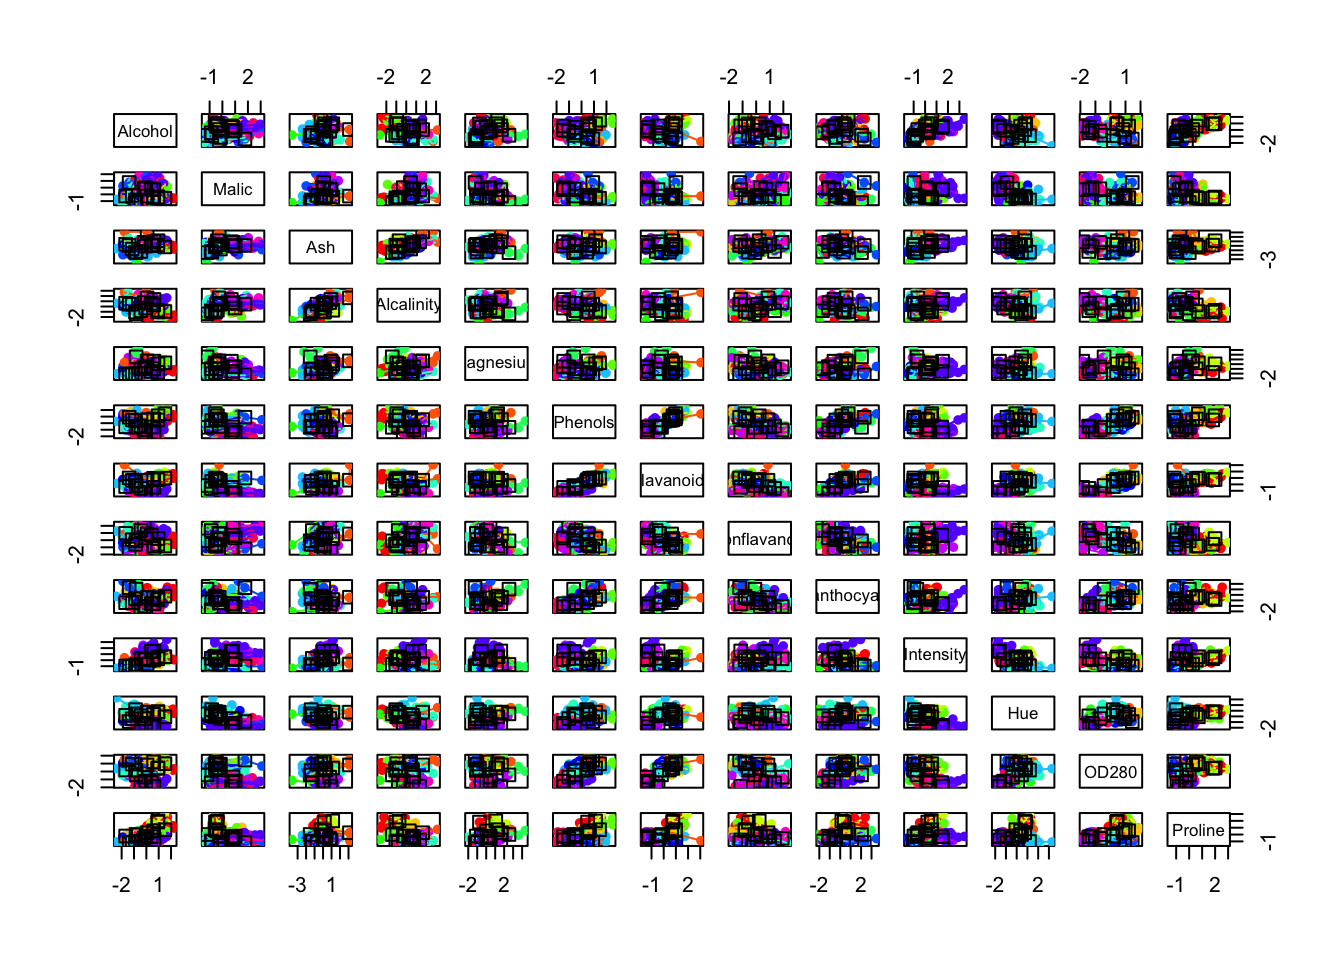 -1 2 -2 2 -2 1 -2 1 -1 2 -2 1
Alcohol -2
-1 Malic
Ash -3
-2 Alcalinity
agnesiu -2
-2 Phenols
lavanoid -1
-2 onflavano
nthocya -2
-1 Intensity
Hue -2
-2 OD280
Proline -1
-2 1 -3 1 -2 2 -1 2 -2 2 -2 2 -1 2